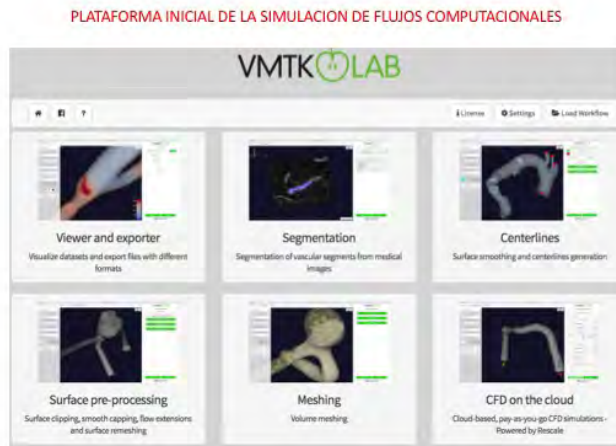 PLATAFORMA INICIAL DE LA SIMULACION DE FLUJOS COMPUTACIONALES
VMTK LAB
?
License
Settings
Load Workflow
Viewer and exporter
Visualize datasets and export files with different
formats
Segmentation
Segmentation of vascular segments from medical
images
Centerlines
Surface smoothing and centerlines generation
Surface pre-processing
Surface clipping, smooth capping, flow extensions
and surface remeshing
Meshing
Volume meshing
CFD on the cloud
Cloud-based, pay-as-you-go CFD simulations -
Powered by Rescale